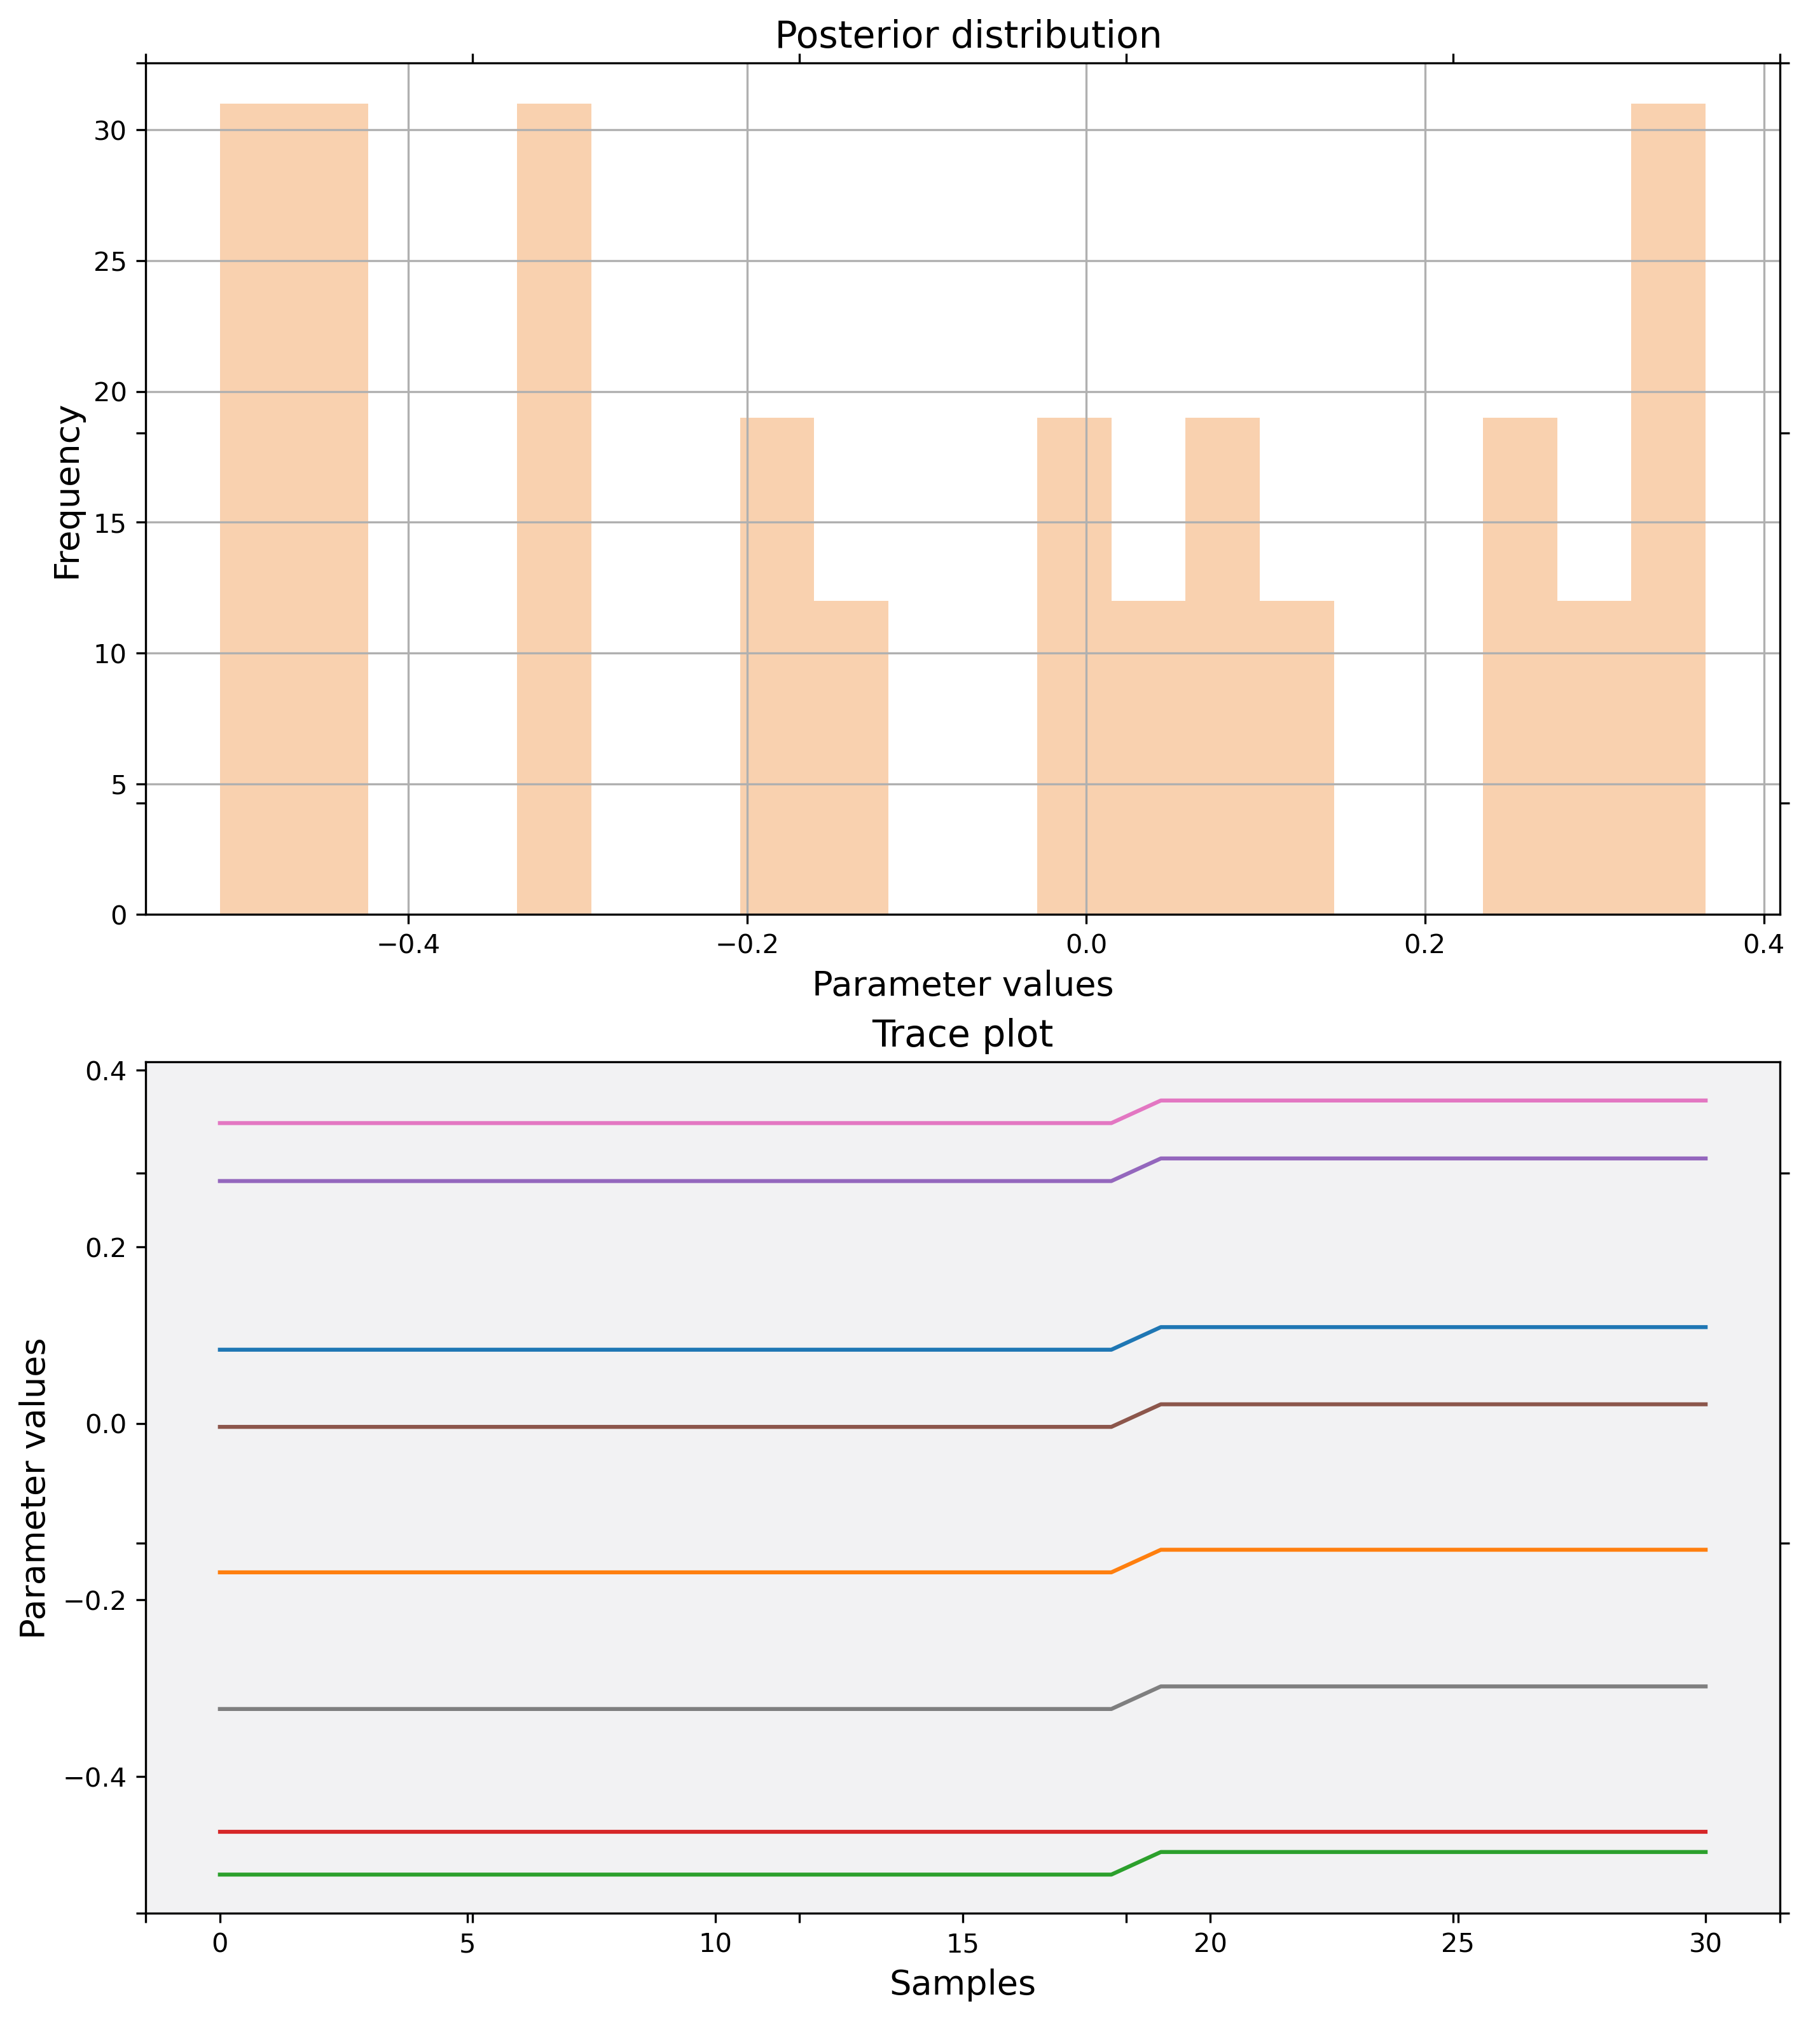 Posterior distribution
30
25
20
15
10
5
0
Frequency
−0.4 −0.2 0.0 0.2 0.4
Parameter values
Trace plot
0.4
0.2
0.0
−0.2
−0.4
Parameter values
0 5 10 15 20 25 30
Samples